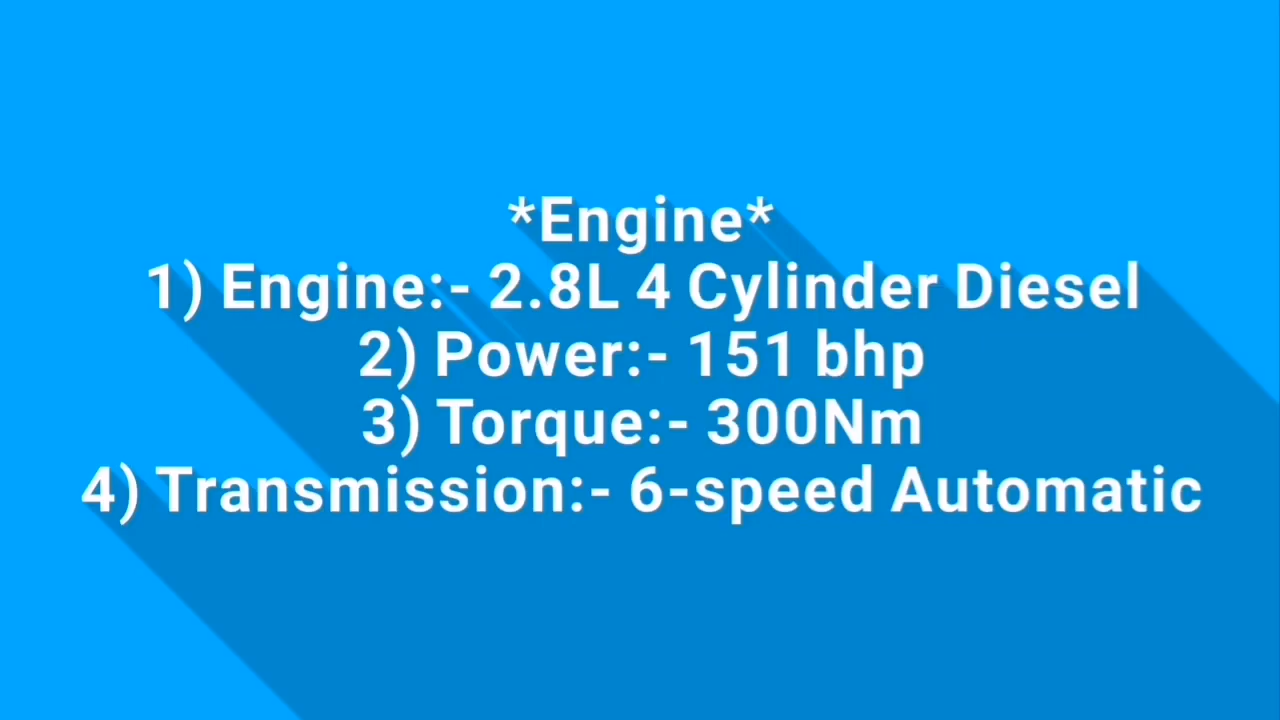 *Engine*
1) Engine:- 2.8L 4 Cylinder Diesel
2) Power:- 151 bhp
3) Torque:- 300Nm
4) Transmission:- 6-speed Automatic